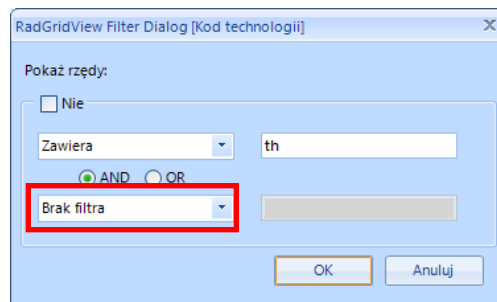 RadGridView Filter Dialog [Kod technologii]
Pokaż rzędy:
Nie
Zawiera th
AND OR
Brak filtra
OK Anuluj